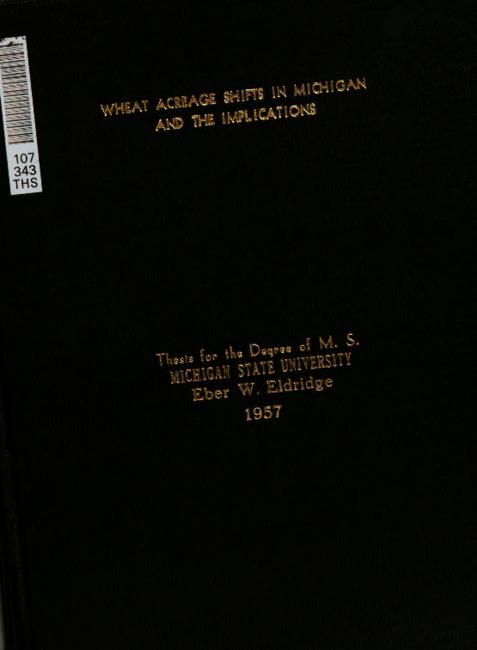 107
343
THS
WHEAT ACREAGE SHIFTS IN MICHIGAN
AND THE IMPLICATIONS
Thesis for the Degree of M. S.
MICHIGAN STATE UNIVERSITY
Eber W. Eldridge
1957